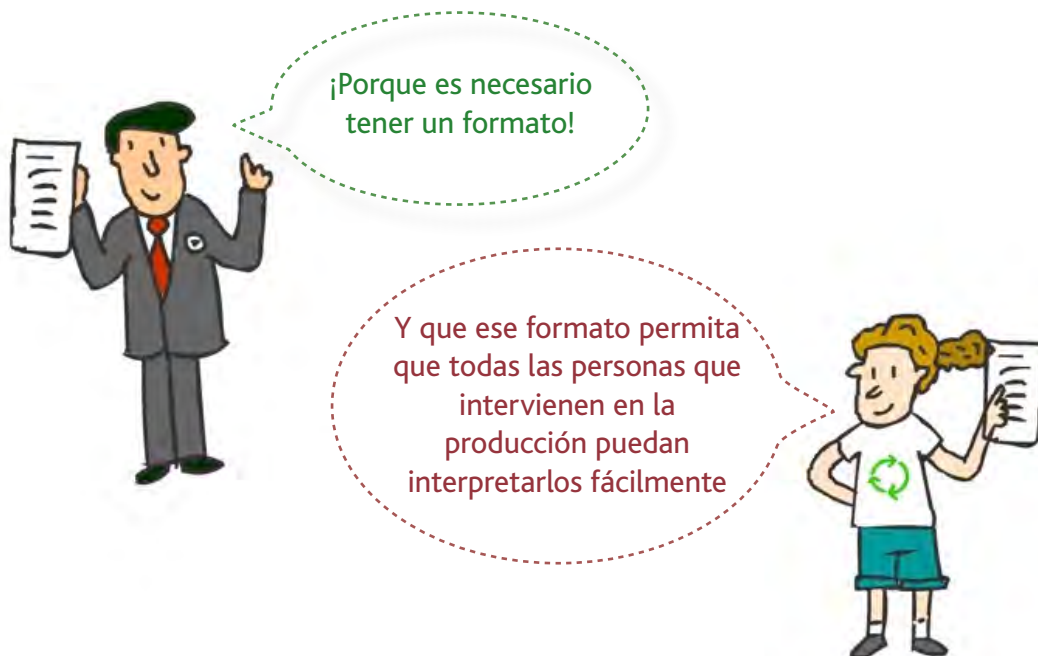 ¡Porque es necesario
tener un formato!
Y que ese formato permita
que todas las personas que
intervienen en la
producción puedan
interpretarlos fácilmente